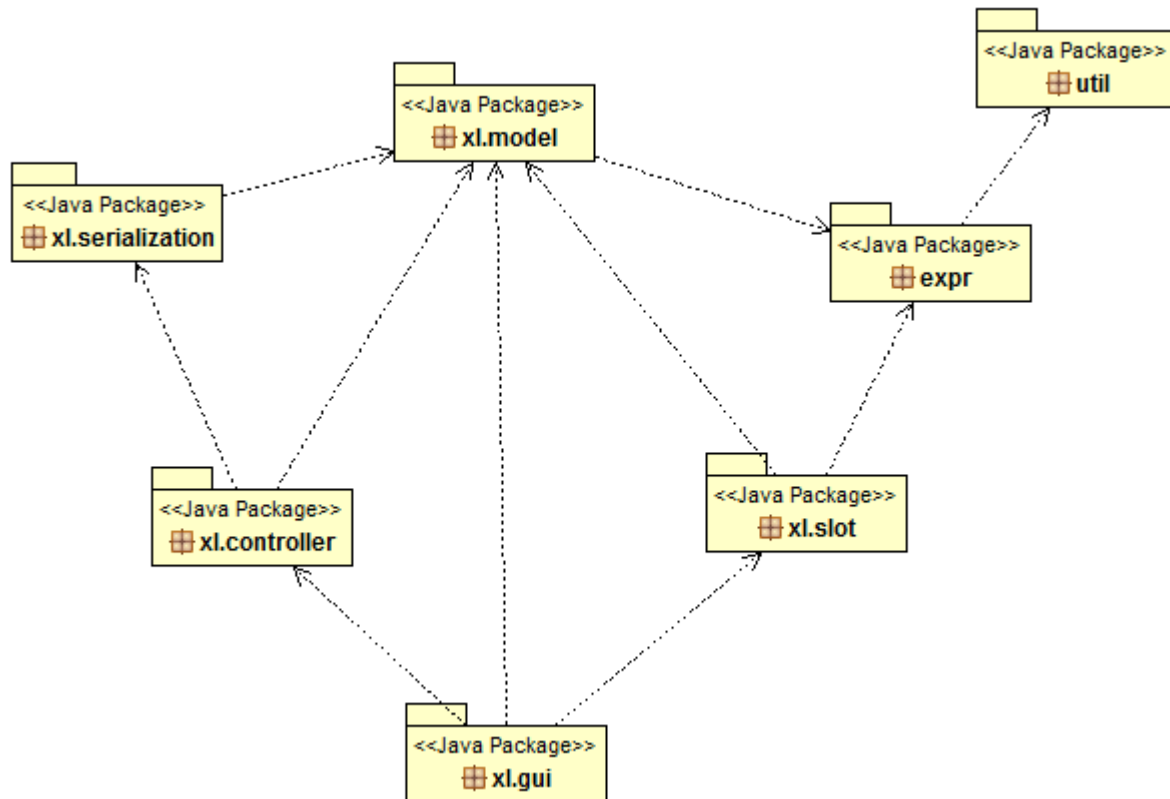 <<Java Package>>
util
<<Java Package>>
xl.model
<<Java Package>>
xl.serialization
<<Java Package>>
expr
<<Java Package>>
xl.controller
<<Java Package>>
xl.slot
<<Java Package>>
xl.gui